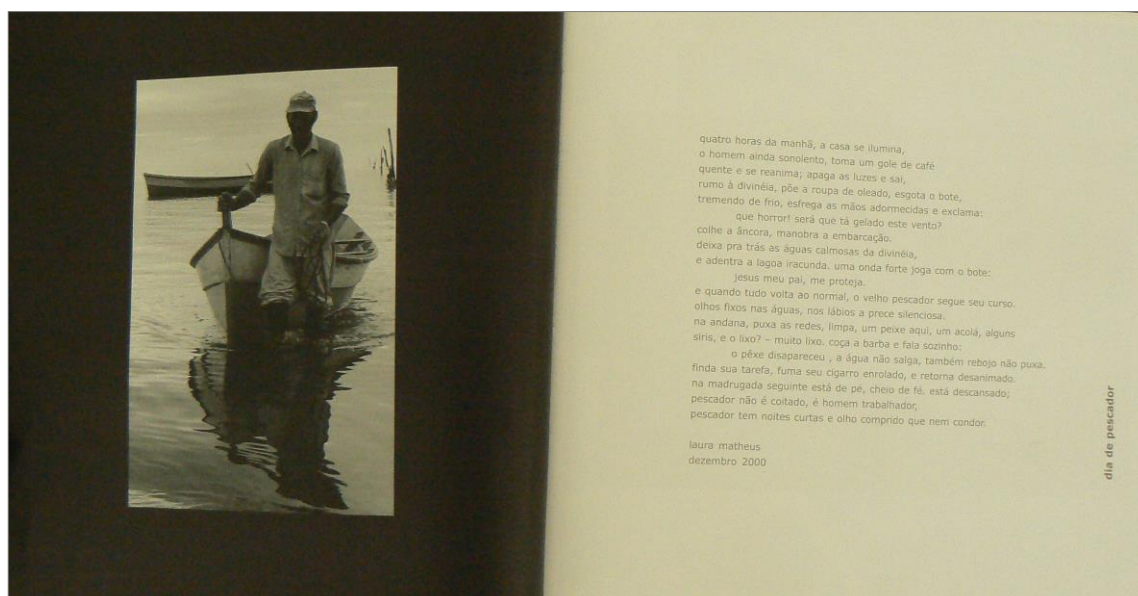 quatro horas da manhã, a casa se ilumina,
o homem ainda sonolento, toma um gole de café
quente e se reanima; apaga as luzes e sai,
rumo à divinéia, põe a roupa de oleado, esgota o bote,
tremendo de frio, esfrega as mãos adormecidas e exclama:
que horror! será que tá gelado este vento?
colhe a âncora, manobra a embarcação.
deixa pra trás as águas calmosas da divinéia,
e adentra a lagoa iracunda. uma onda forte joga com o bote:
jesus meu pai, me proteja.
e quando tudo volta ao normal, o velho pescador segue seu curso.
olhos fixos nas águas, nos lábios a prece silenciosa.
na andana, puxa as redes, limpa, um peixe aqui, um acolá, alguns
siris, e o lixo? – muito lixo. coça a barba e fala sozinho:
o pêxe disapareceu , a água não salga, também rebojo não puxa.
finda sua tarefa, fuma seu cigarro enrolado, e retorna desanimado.
na madrugada seguinte está de pé, cheio de fé. está descansado;
pescador não é coitado, é homem trabalhador,
pescador tem noites curtas e olho comprido que nem condor.
laura matheus
dezembro 2000
dia de pescador